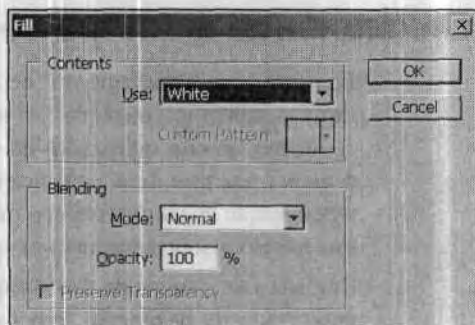 Fill
Contents
OK
Use: White
Cancel
Custom Pattern:
Blending
Mode: Normal
Opacity: 100 %
Preserve Transparency